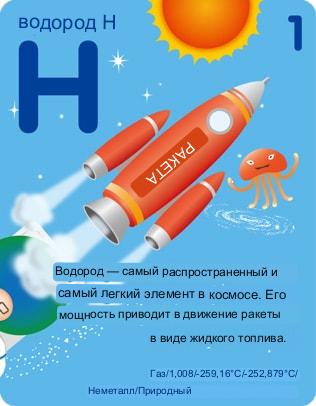 водород H
1
H
РАКЕТА
Водород — самый распространенный и
самый легкий элемент в космосе. Его
мощность приводит в движение ракеты
в виде жидкого топлива.
Газ/1,008/-259,16°C/-252,879°C/
Неметалл/Природный